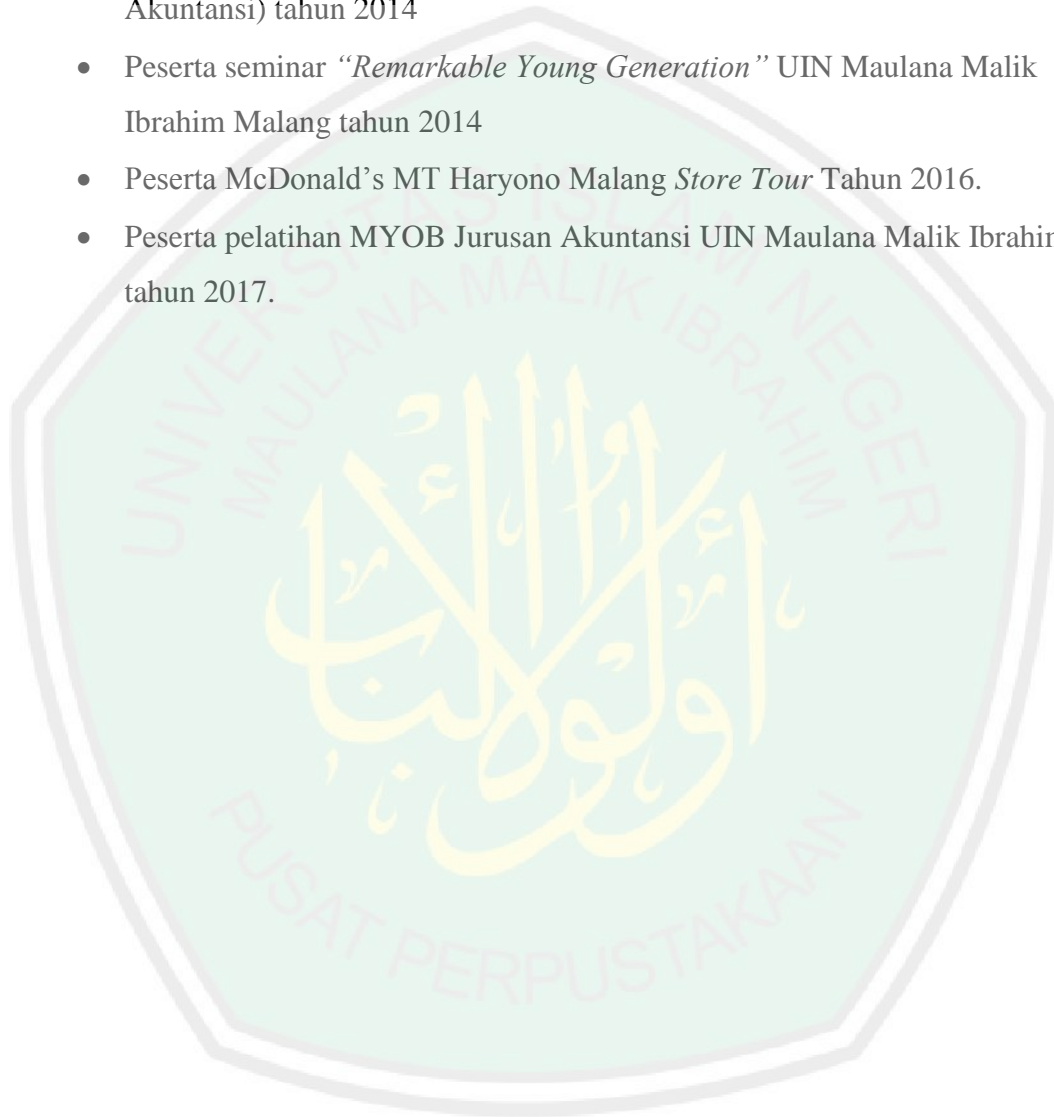 Akuntansi) tahun 2014
• Peserta seminar “Remarkable Young Generation” UIN Maulana Malik
Ibrahim Malang tahun 2014
• Peserta McDonald’s MT Haryono Malang Store Tour Tahun 2016.
• Peserta pelatihan MYOB Jurusan Akuntansi UIN Maulana Malik Ibrahim
tahun 2017.
UNIVERSITAS ISLAM NEGERI
MAULANA MALIK IBRAHIM
أولوا الألباب
PUSAT PERPUSTAKAAN